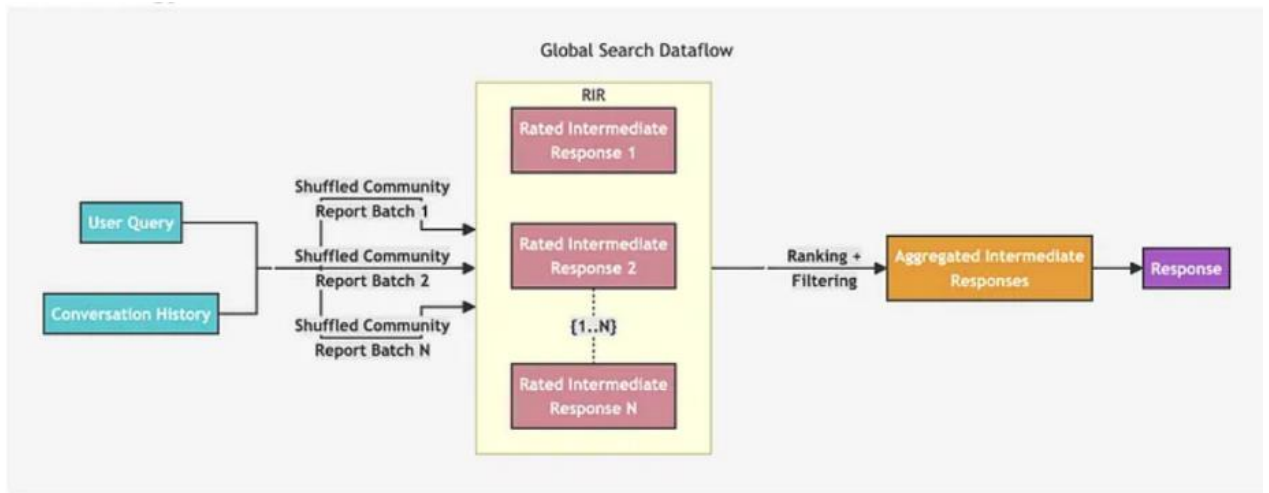 Global Search Dataflow
RIR
Rated Intermediate
Response 1
Shuffled Community
Report Batch 1
User Query
Rated Intermediate
Response 2
Shuffled Community
Report Batch 2
Ranking +
Filtering
Aggregated Intermediate
Responses
Response
Conversation History
Shuffled Community
Report Batch N
{1..N}
Rated Intermediate
Response N